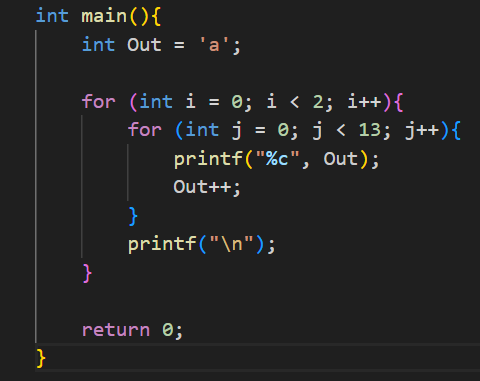 int main(){
    int Out = 'a';

    for (int i = 0; i < 2; i++){
        for (int j = 0; j < 13; j++){
            printf("%c", Out);
            Out++;
        }
        printf("\n");
    }

    return 0;
}